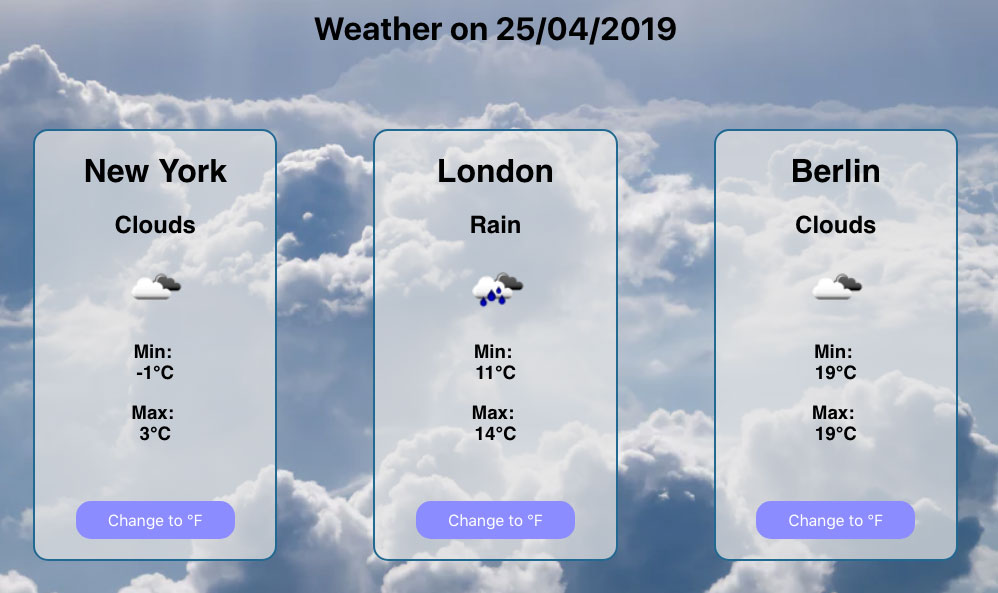 Weather on 25/04/2019
New York
Clouds
Min:
-1°C
Max:
3°C
Change to °F
London
Rain
Min:
11°C
Max:
14°C
Change to °F
Berlin
Clouds
Min:
19°C
Max:
19°C
Change to °F